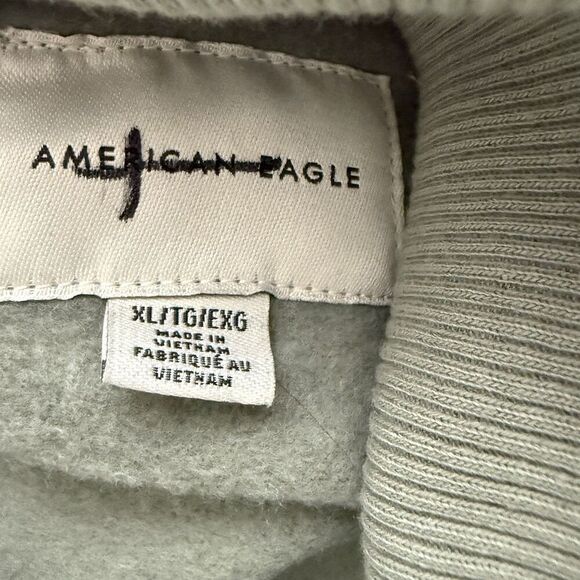 AMERICAN EAGLE
XL/TG/EXG
MADE IN
VIETNAM
FABRIQUÉ AU
VIETNAM